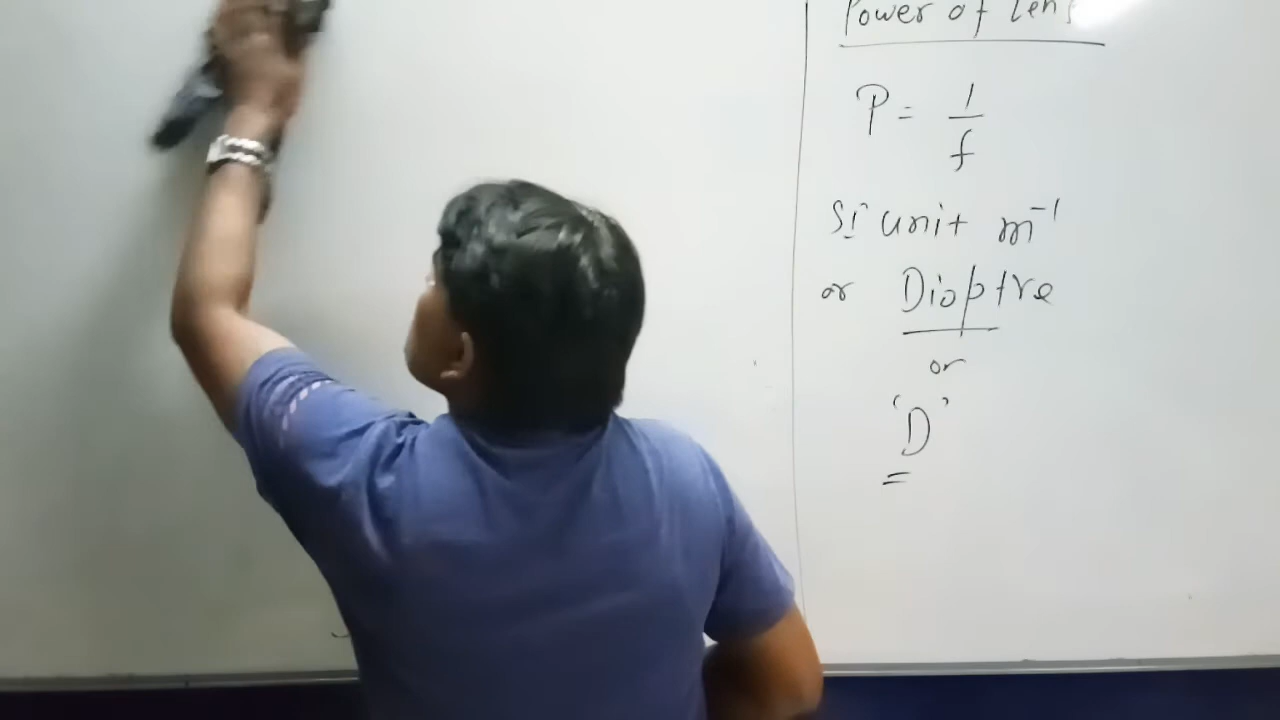 Power of Lens
P = 1/f
SI unit m⁻¹
or Dioptre
or
'D'